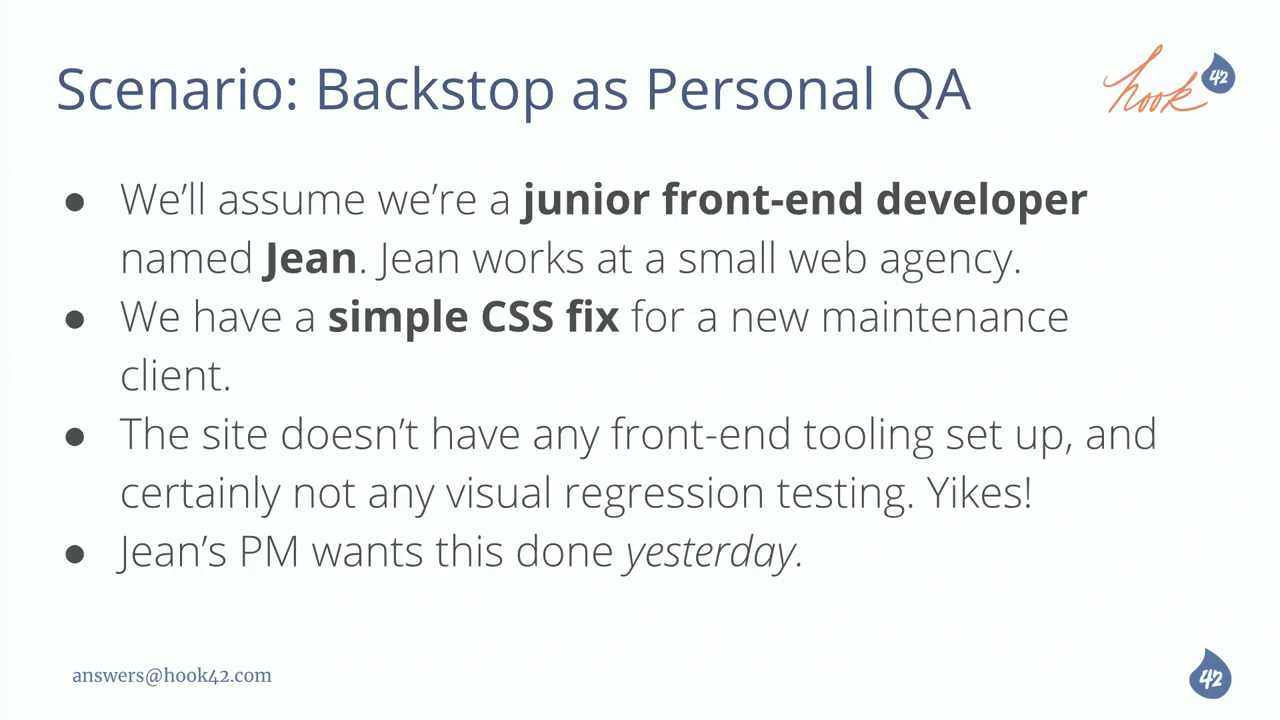 Scenario: Backstop as Personal QA
hook 42
● We’ll assume we’re a junior front-end developer
named Jean. Jean works at a small web agency.
● We have a simple CSS fix for a new maintenance
client.
● The site doesn’t have any front-end tooling set up, and
certainly not any visual regression testing. Yikes!
● Jean’s PM wants this done yesterday.
answers@hook42.com
42